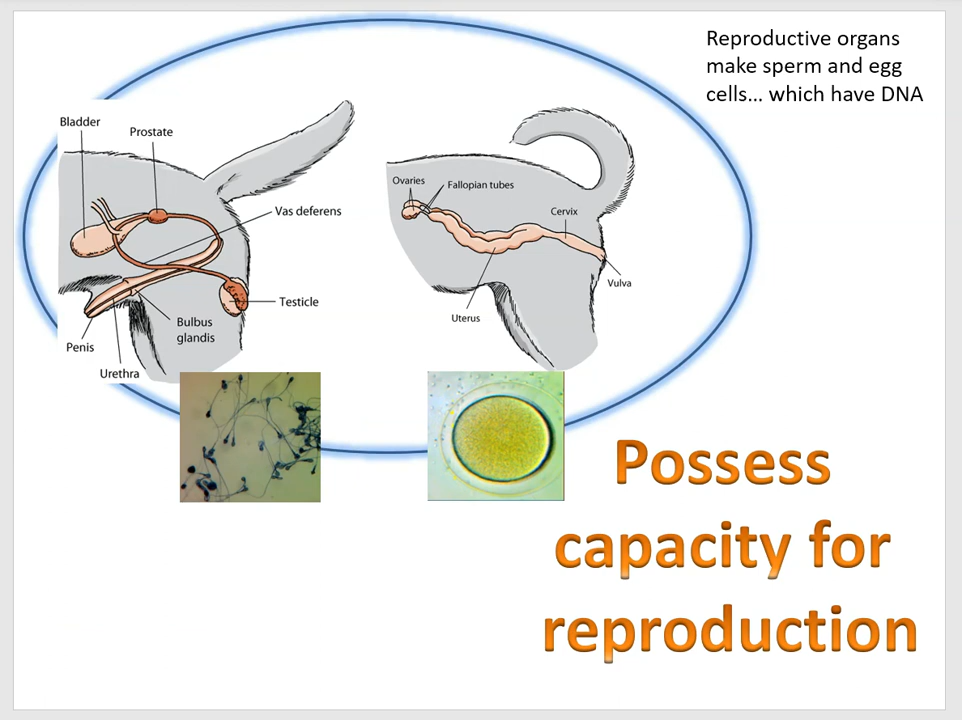 Reproductive organs
make sperm and egg
cells... which have DNA
Bladder
Prostate
Vas deferens
Testicle
Bulbus
glandis
Penis
Urethra
Ovaries
Fallopian tubes
Cervix
Vulva
Uterus
Possess
capacity for
reproduction